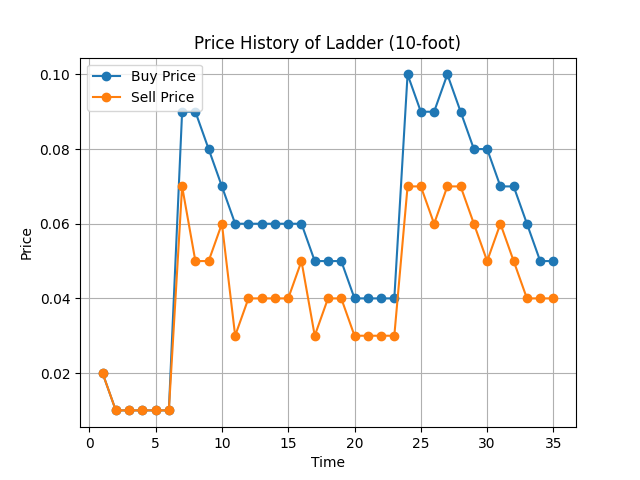 Price History of Ladder (10-foot)
Buy Price
Sell Price
0.10
0.08
0.06
0.04
0.02
Price
0 5 10 15 20 25 30 35
Time